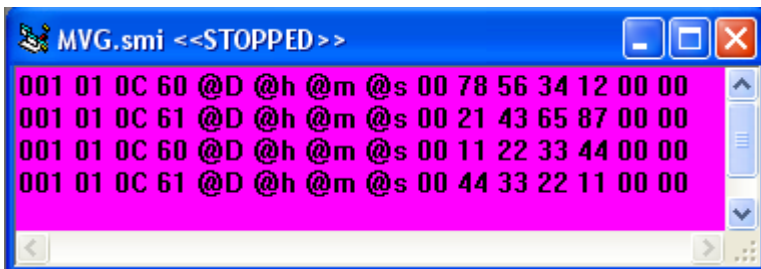 MVG.smi <<STOPPED>>
001 01 0C 60 @D @h @m @s 00 78 56 34 12 00 00
001 01 0C 61 @D @h @m @s 00 21 43 65 87 00 00
001 01 0C 60 @D @h @m @s 00 11 22 33 44 00 00
001 01 0C 61 @D @h @m @s 00 44 33 22 11 00 00